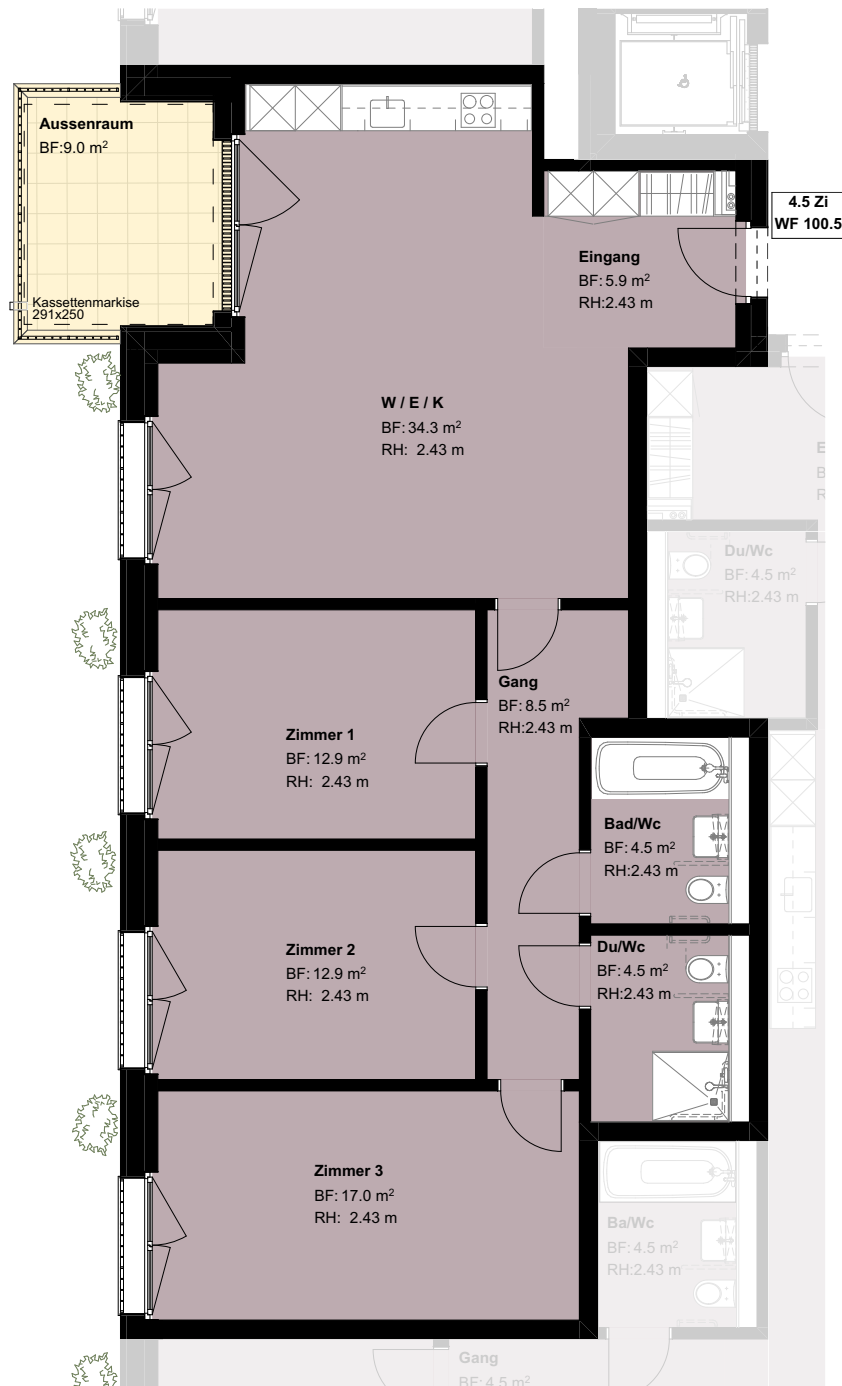 Aussenraum
BF:9.0 m²
Kassettenmarkise
291x250
4.5 Zi
WF 100.5
Eingang
BF: 5.9 m²
RH:2.43 m
W / E / K
BF: 34.3 m²
RH: 2.43 m
E
B
R
Du/Wc
BF: 4.5 m²
RH:2.43 m
Gang
BF: 8.5 m²
RH:2.43 m
Zimmer 1
BF: 12.9 m²
RH: 2.43 m
Bad/Wc
BF: 4.5 m²
RH:2.43 m
Zimmer 2
BF: 12.9 m²
RH: 2.43 m
Du/Wc
BF: 4.5 m²
RH:2.43 m
Zimmer 3
BF: 17.0 m²
RH: 2.43 m
Ba/Wc
BF: 4.5 m²
RH:2.43 m
Gang
BF: 4.5 m²